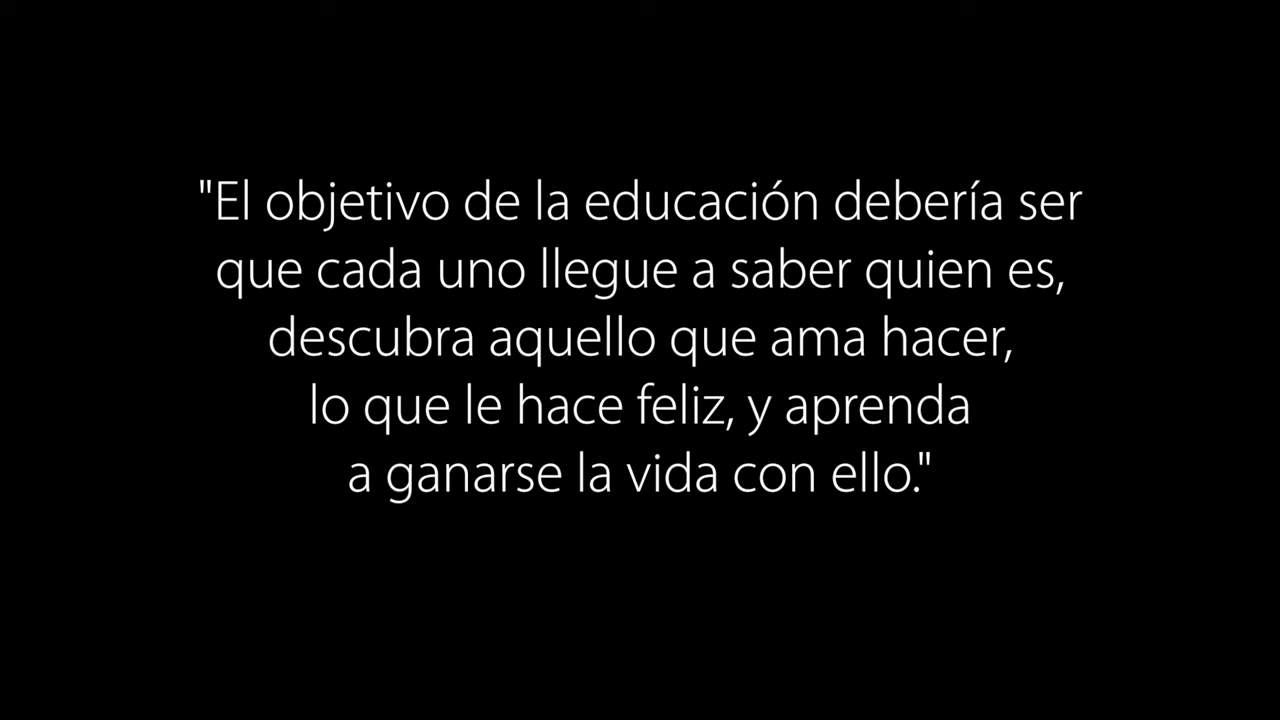 "El objetivo de la educación debería ser
que cada uno llegue a saber quien es,
descubra aquello que ama hacer,
lo que le hace feliz, y aprenda
a ganarse la vida con ello."